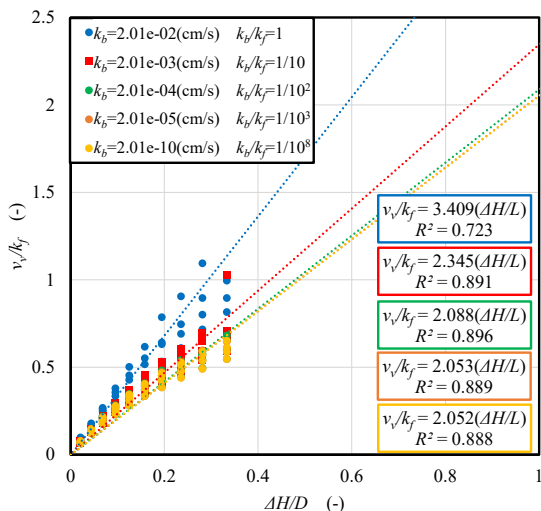 2.5
2
1.5
1
0.5
0
v_v/k_f (-)
k_b=2.01e-02(cm/s) k_b/k_f=1
k_b=2.01e-03(cm/s) k_b/k_f=1/10
k_b=2.01e-04(cm/s) k_b/k_f=1/10²
k_b=2.01e-05(cm/s) k_b/k_f=1/10³
k_b=2.01e-10(cm/s) k_b/k_f=1/10⁸
v_v/k_f = 3.409(ΔH/L)
R² = 0.723
v_v/k_f = 2.345(ΔH/L)
R² = 0.891
v_v/k_f = 2.088(ΔH/L)
R² = 0.896
v_v/k_f = 2.053(ΔH/L)
R² = 0.889
v_v/k_f = 2.052(ΔH/L)
R² = 0.888
0 0.2 0.4 0.6 0.8 1
ΔH/D (-)